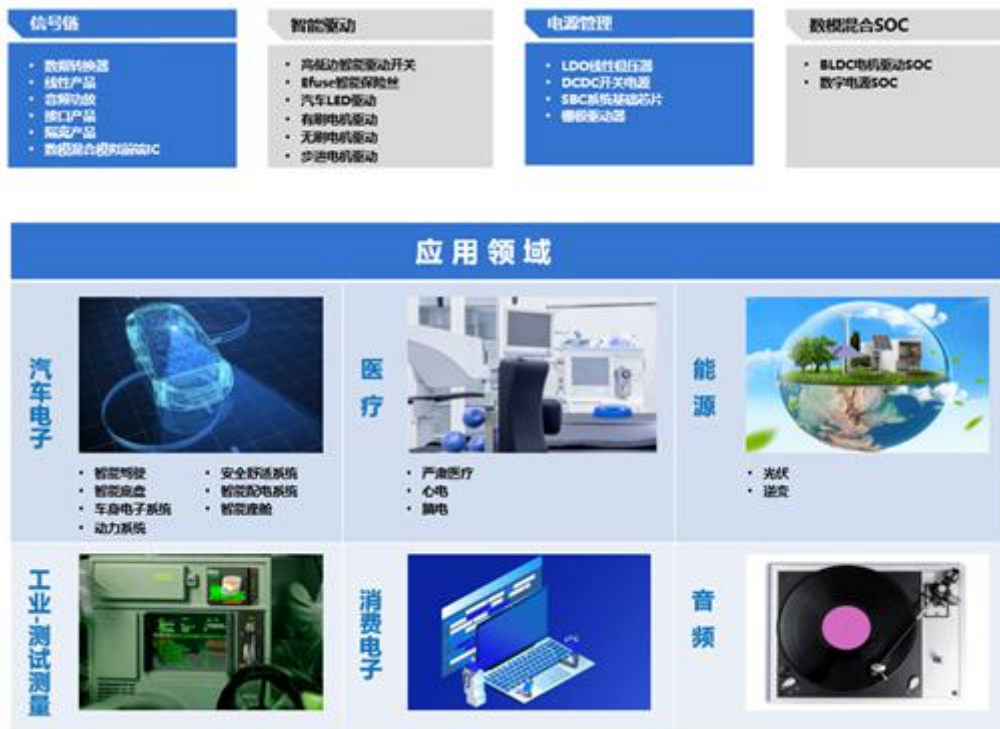 信号链
数据转换器
线性产品
音频功放
接口产品
隔离产品
数模混合模拟前端IC
智能驱动
高低边智能驱动开关
Efuse智能保险丝
汽车LED驱动
有刷电机驱动
无刷电机驱动
步进电机驱动
电源管理
LDO线性稳压器
DCDC开关电源
SBC系统基础芯片
栅极驱动器
数模混合SOC
BLDC电机驱动SOC
数字电源SOC
应用领域
汽车电子
智能驾驶
智能底盘
车身电子系统
动力系统
安全舒适系统
智能配电系统
智能座舱
医疗
严肃医疗
心电
脑电
能源
光伏
逆变
工业-测试测量
消费电子
音频